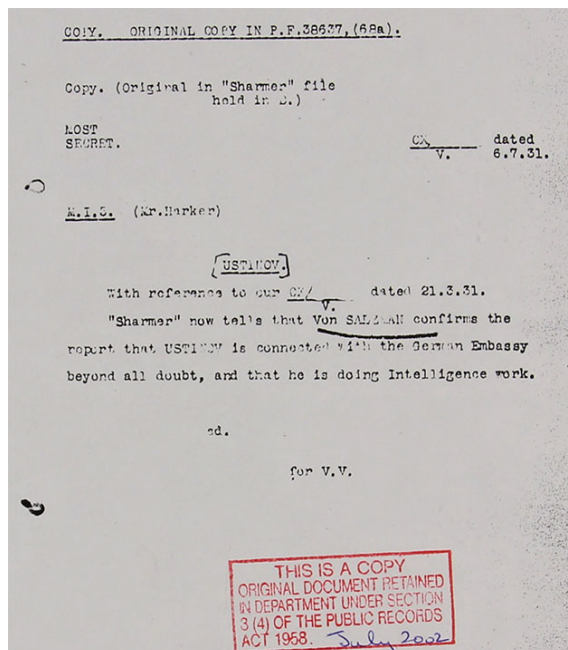 COPY. ORIGINAL COPY IN P.F.38637,(68a).
Copy. (Original in "Sharmer" file
held in B.)
MOST
SECRET.
CX/ dated
V. 6.7.31.
M.I.5. (Mr.Harker)
[USTINOV.]
With reference to our CX/ dated 21.3.31.
V.
"Sharmer" now tells that Von SALZMAN confirms the
report that USTINOV is connected with the German Embassy
beyond all doubt, and that he is doing Intelligence work.
sd.
for V.V.
THIS IS A COPY
ORIGINAL DOCUMENT RETAINED
IN DEPARTMENT UNDER SECTION
3 (4) OF THE PUBLIC RECORDS
ACT 1958. July 2002